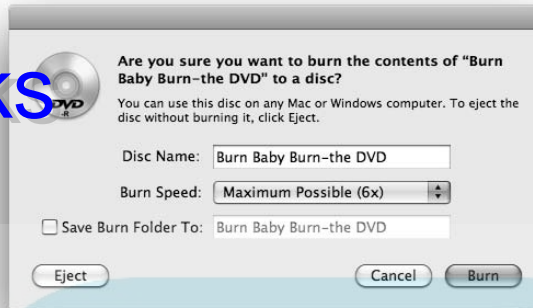 Are you sure you want to burn the contents of “Burn
Baby Burn–the DVD" to a disc?
You can use this disc on any Mac or Windows computer. To eject the
disc without burning it, click Eject.
DVD
-R
Disc Name: Burn Baby Burn–the DVD
Burn Speed: Maximum Possible (6x)
Save Burn Folder To: Burn Baby Burn–the DVD
Eject Cancel Burn